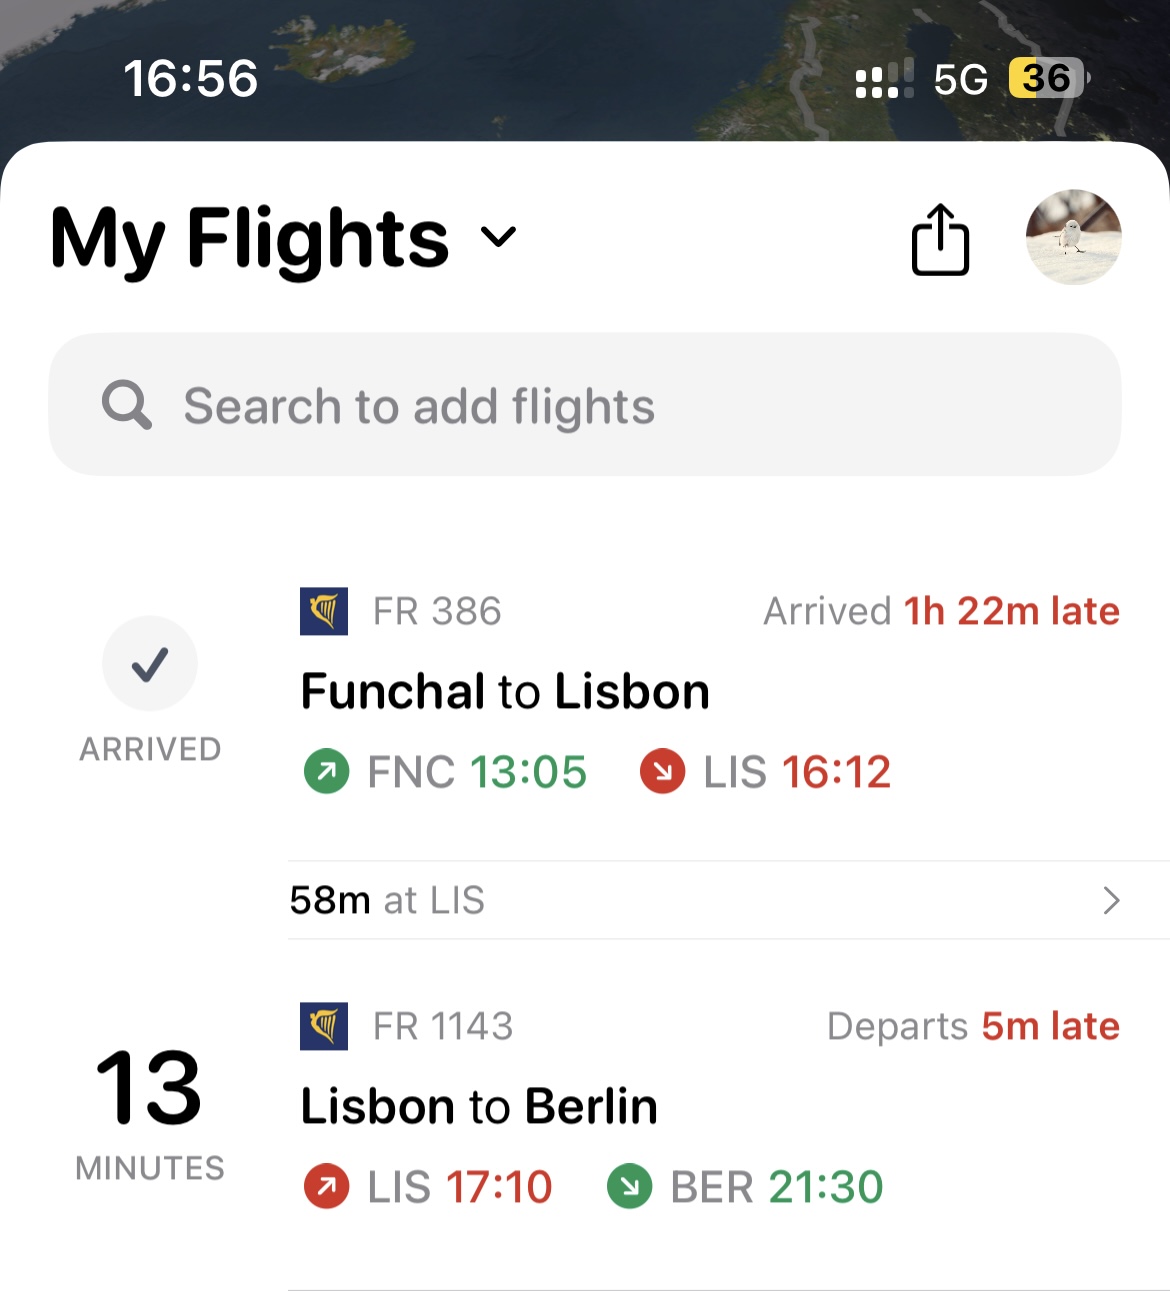 16:56 5G 36
My Flights
Search to add flights
FR 386 Arrived 1h 22m late
Funchal to Lisbon
ARRIVED
FNC 13:05 LIS 16:12
58m at LIS
FR 1143 Departs 5m late
13
Lisbon to Berlin
MINUTES
LIS 17:10 BER 21:30